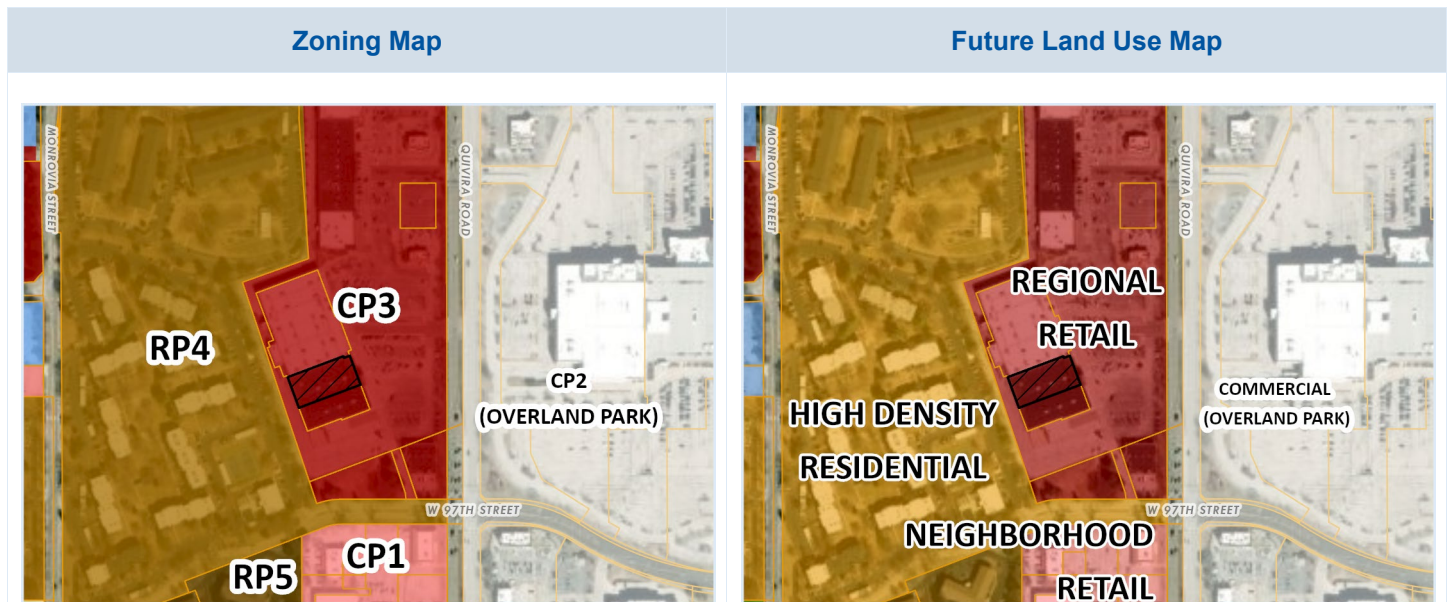 Zoning Map
MONROVIA STREET
QUIVIRA ROAD
CP3
RP4
CP2
(OVERLAND PARK)
W 97TH STREET
CP1
RP5
Future Land Use Map
MONROVIA STREET
QUIVIRA ROAD
REGIONAL
RETAIL
COMMERCIAL
(OVERLAND PARK)
HIGH DENSITY
RESIDENTIAL
W 97TH STREET
NEIGHBORHOOD
RETAIL